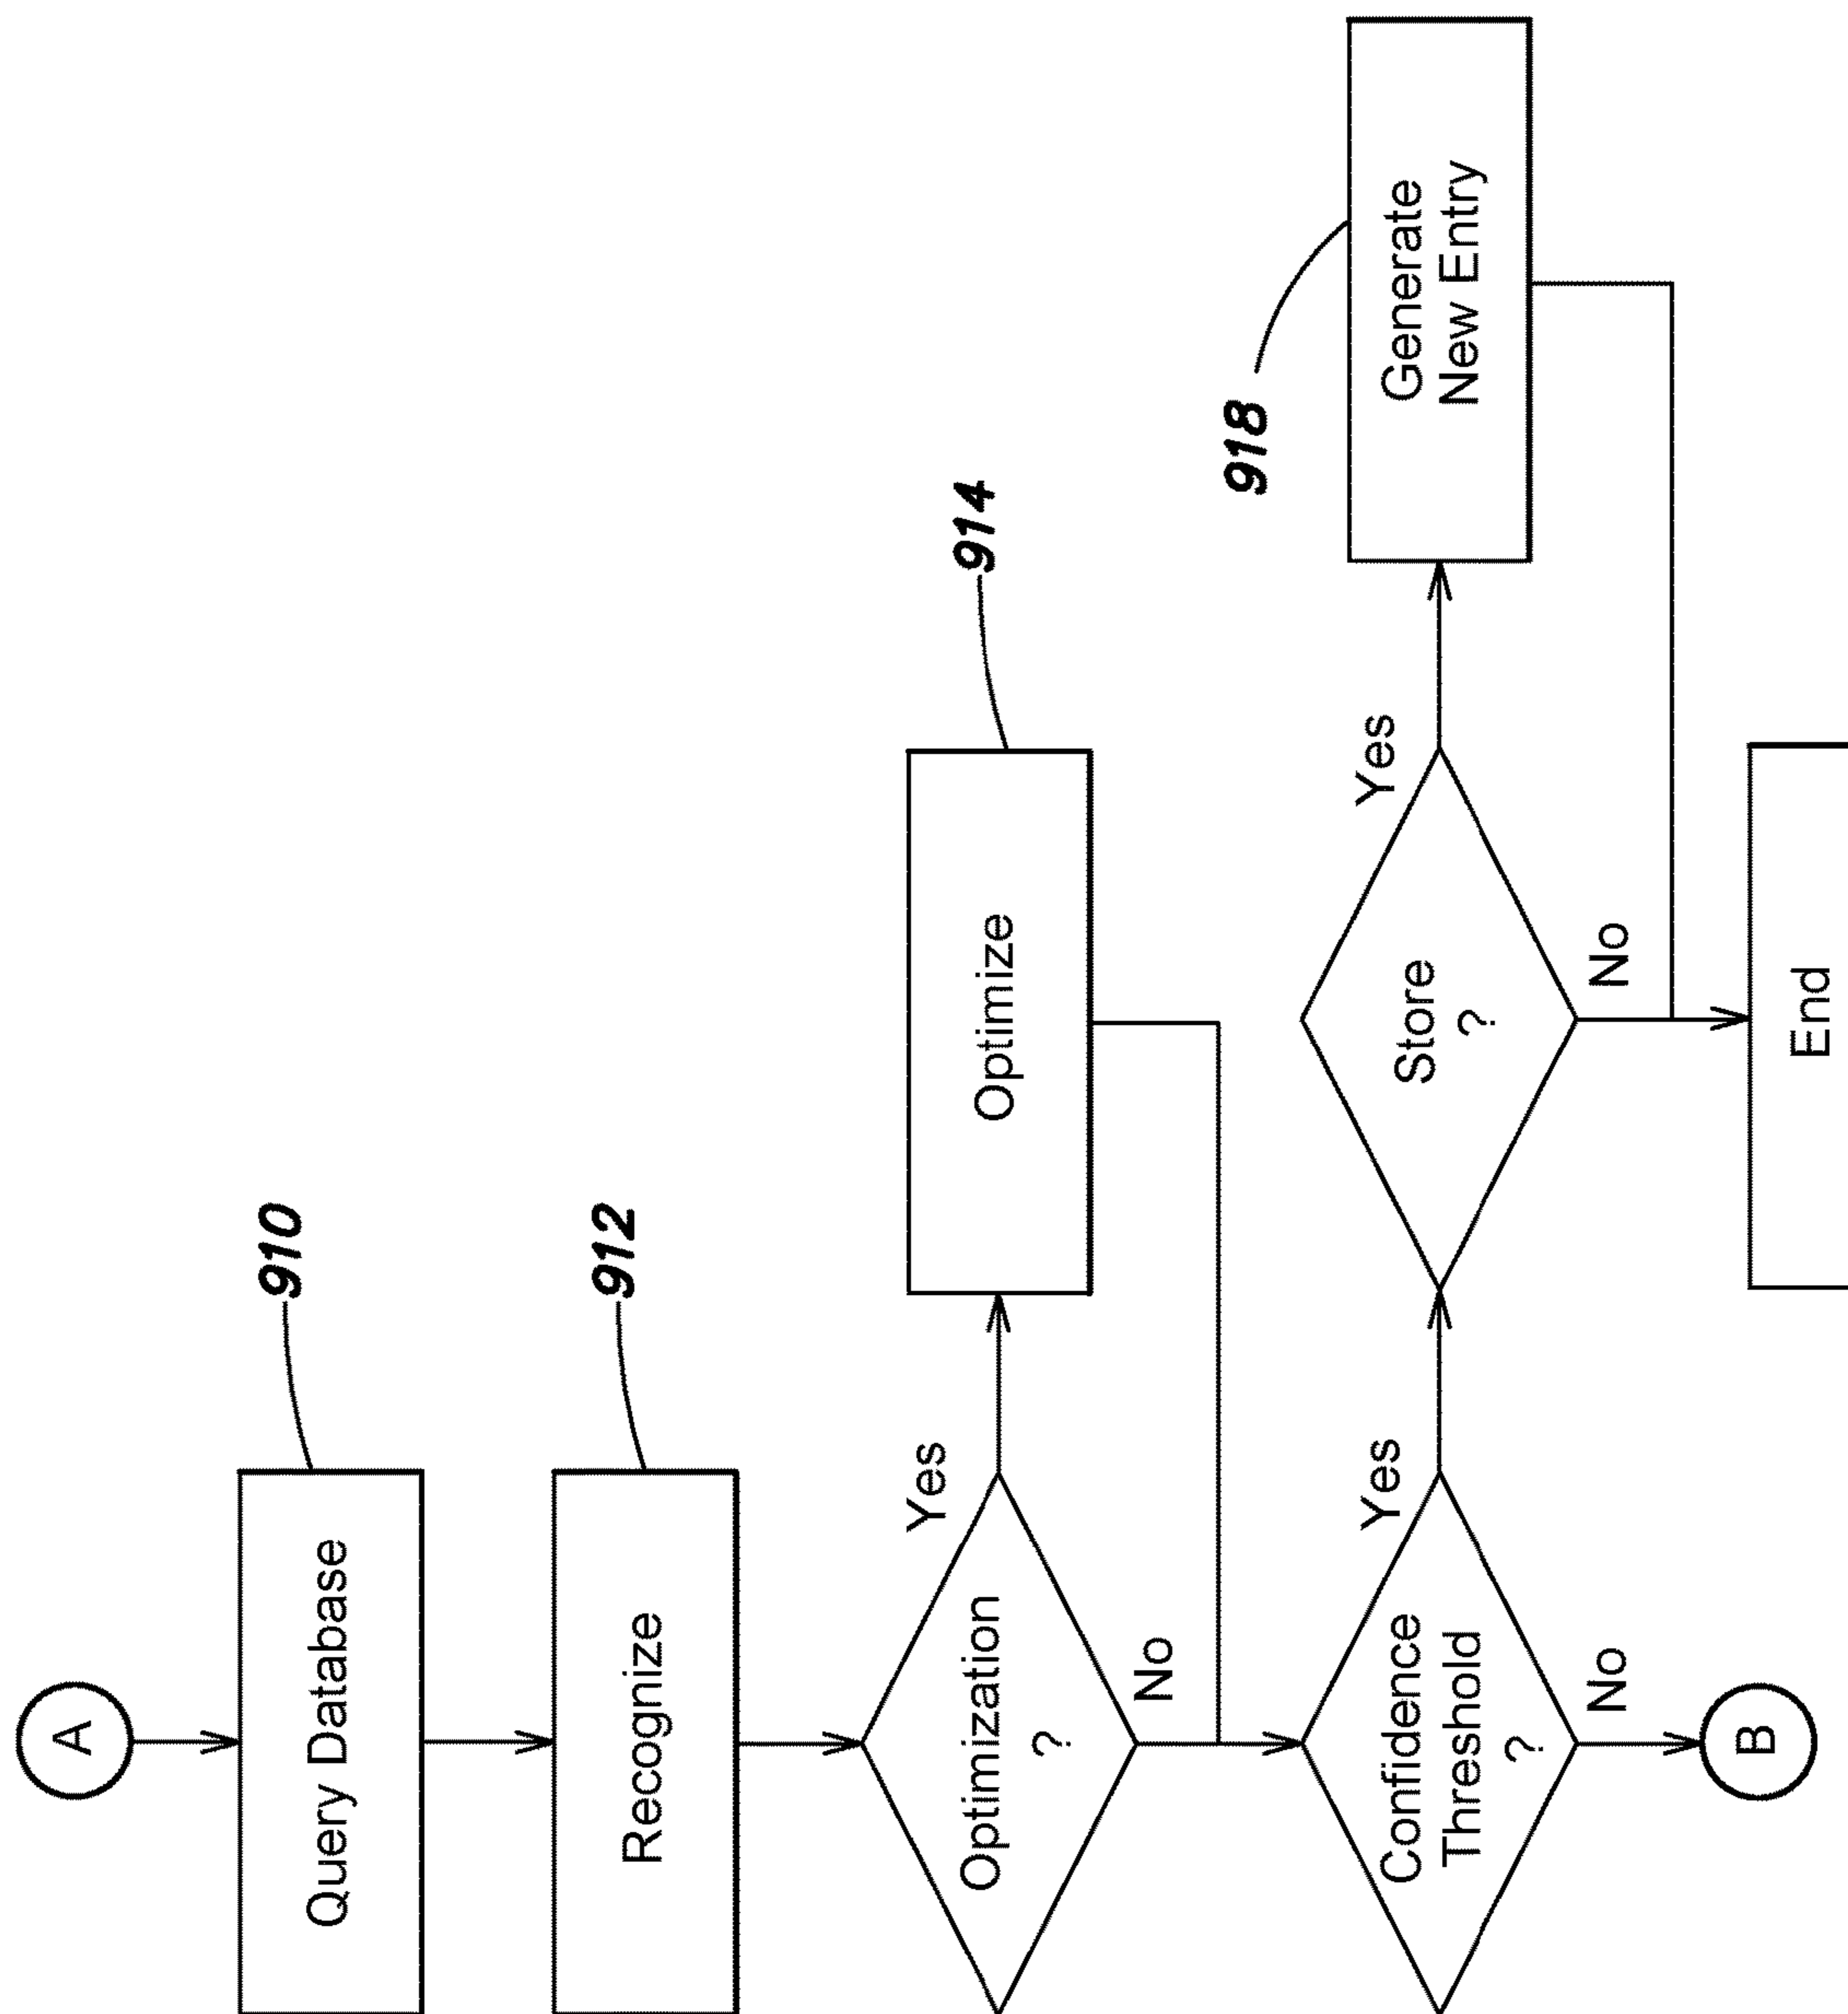 A
Query Database
910
Recognize
912
Optimization
?
Yes
No
Optimize
914
Confidence
Threshold
?
Yes
No
Store
?
Yes
No
Generate
New Entry
918
B
End